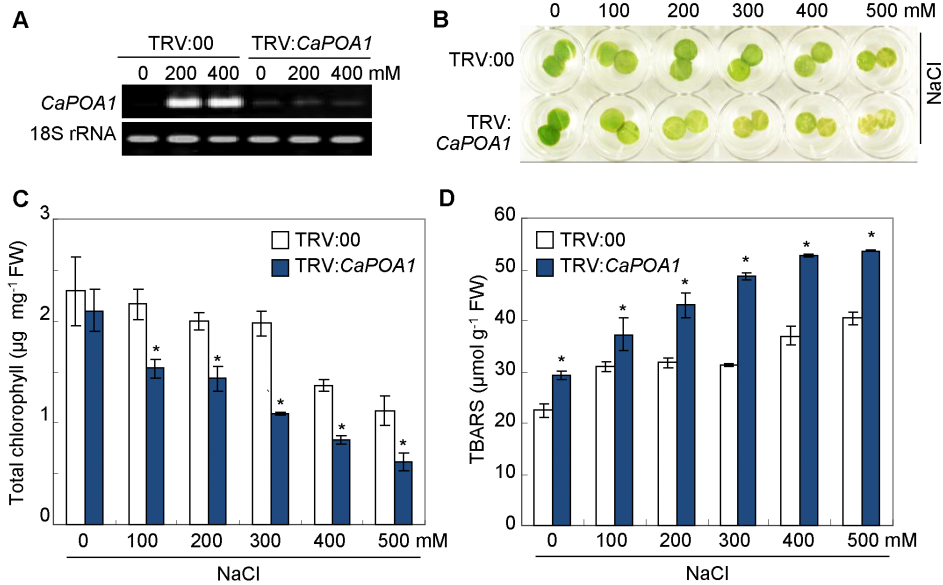 A
TRV:00 TRV:CaPOA1
0 200 400 0 200 400 mM
CaPOA1
18S rRNA
B
0 100 200 300 400 500 mM
TRV:00
TRV:
CaPOA1
NaCl
C
Total chlorophyll (µg mg-1 FW)
3
2
1
0
TRV:00
TRV:CaPOA1
* * * * *
0 100 200 300 400 500 mM
NaCl
D
TBARS (µmol g-1 FW)
60
50
40
30
20
10
0
TRV:00
TRV:CaPOA1
* * * * * *
0 100 200 300 400 500 mM
NaCl